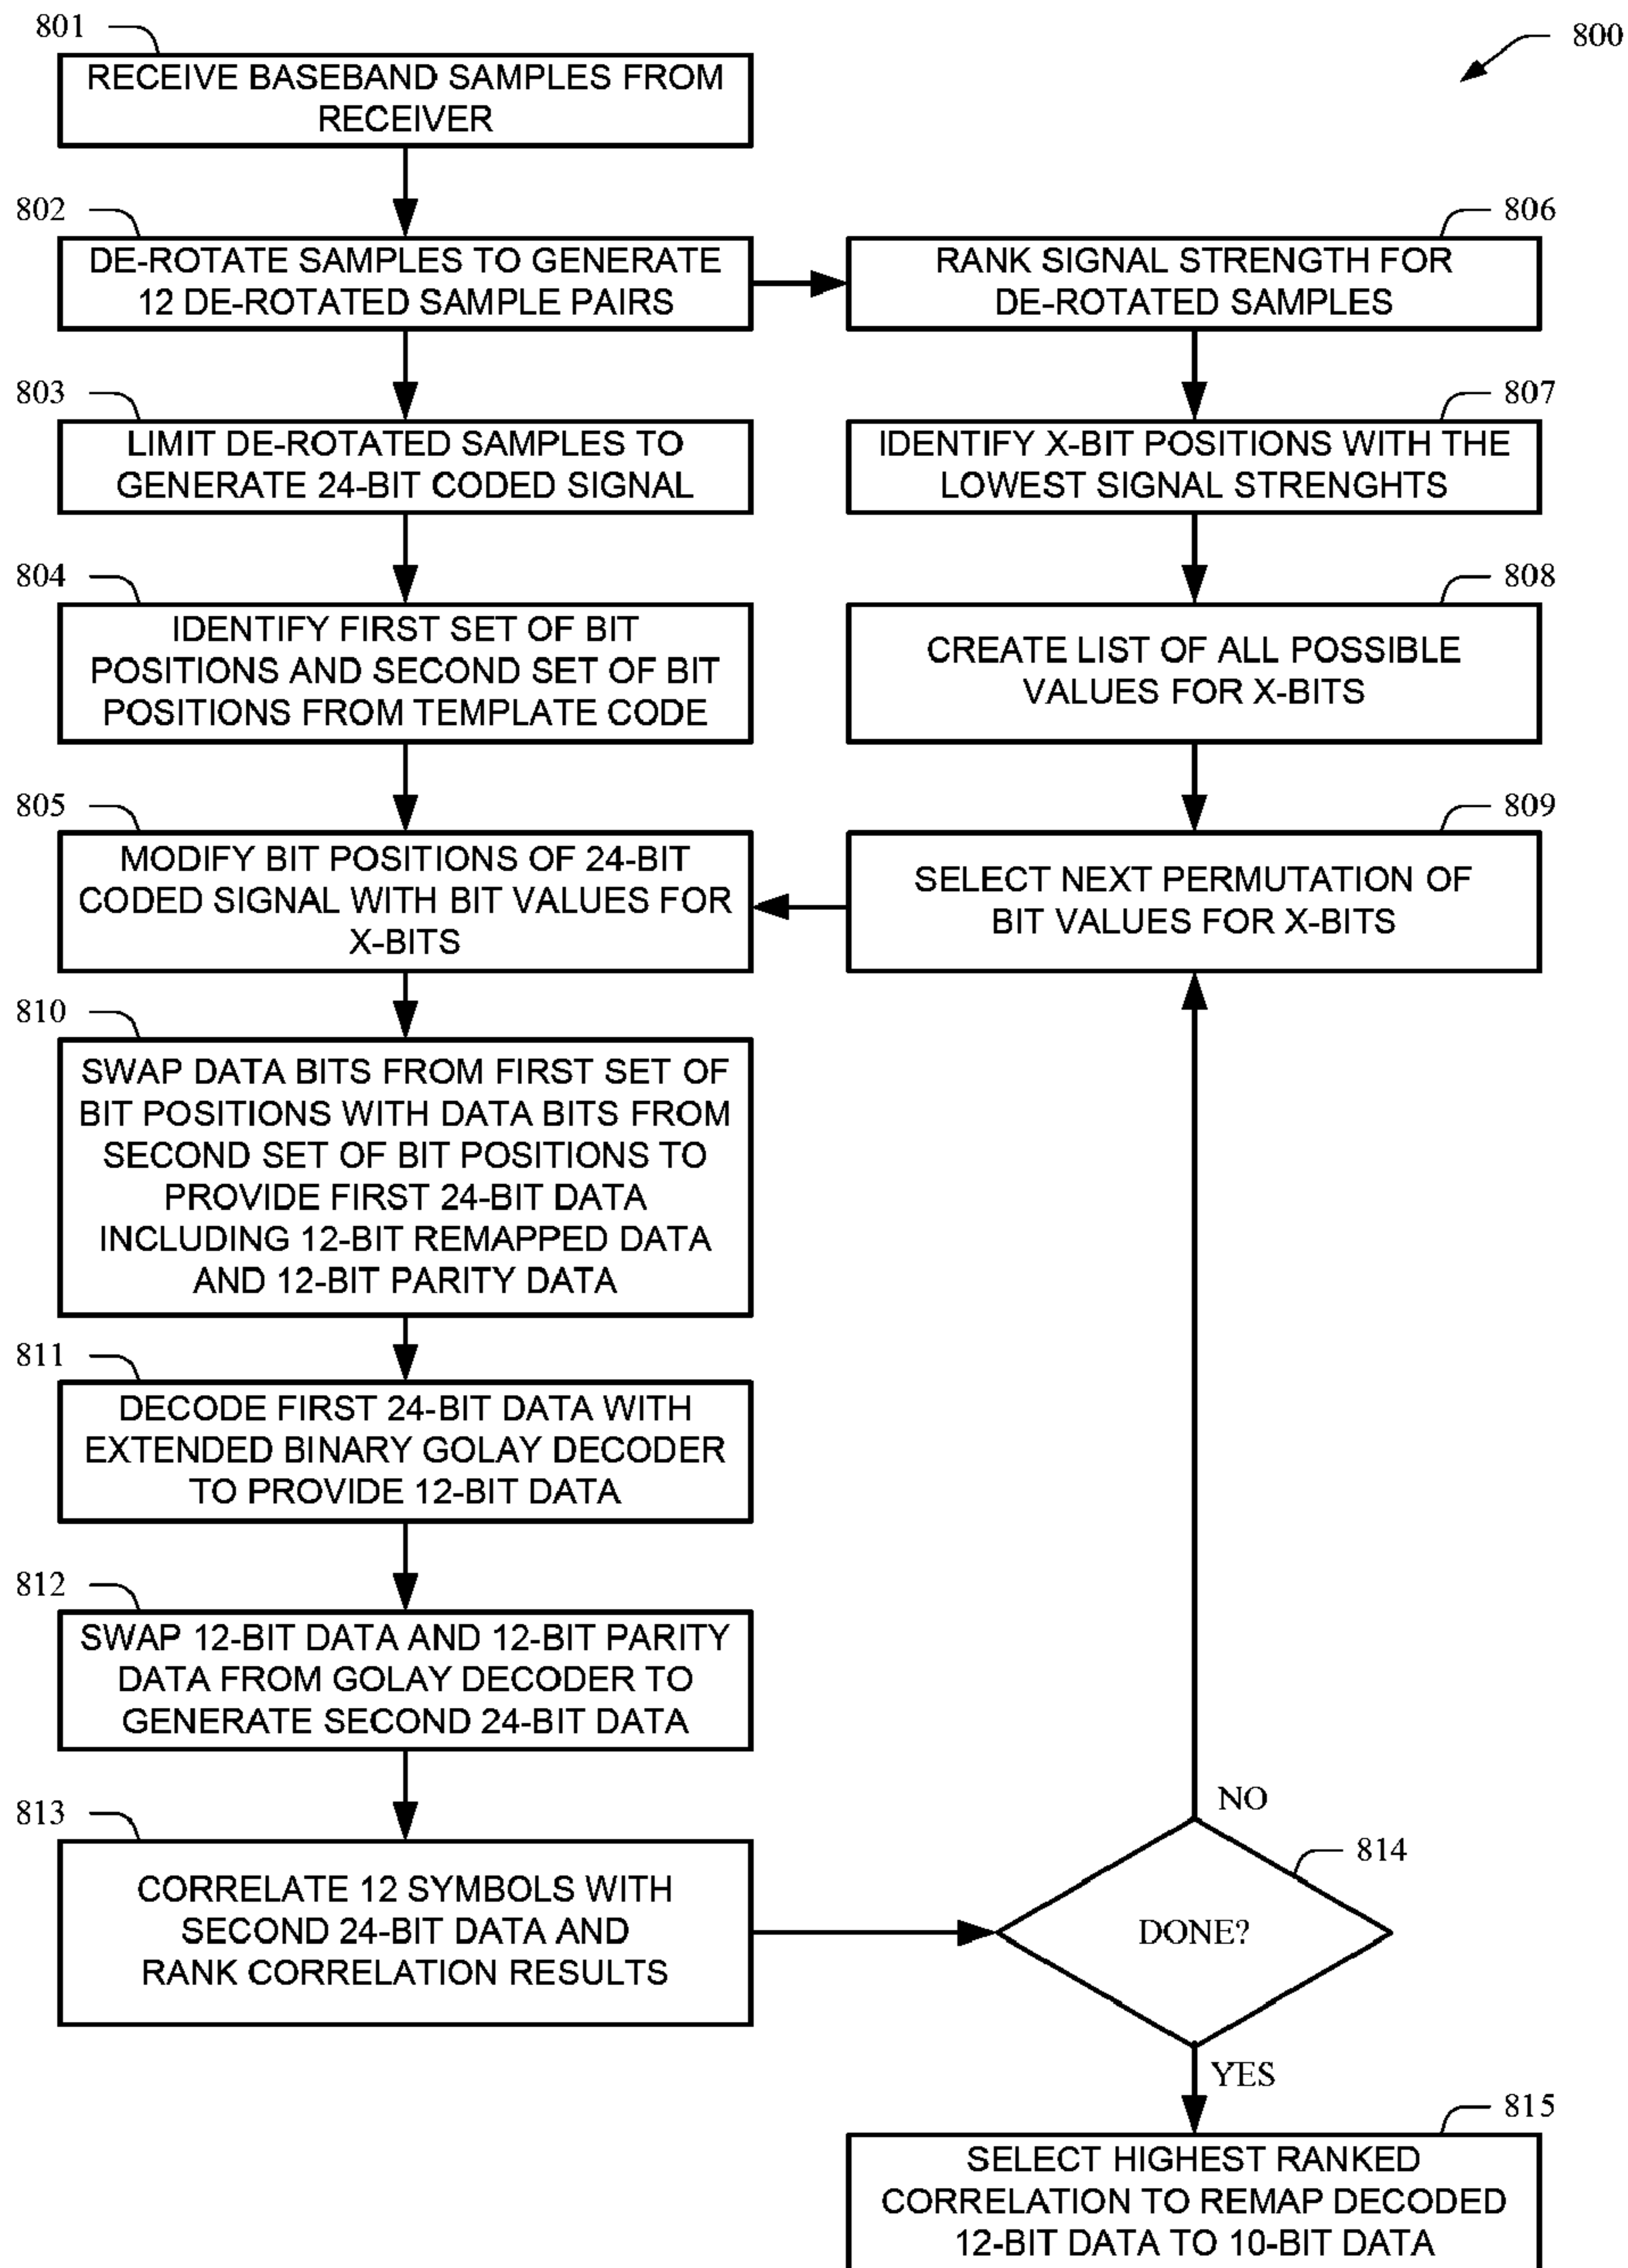 801
800
RECEIVE BASEBAND SAMPLES FROM
RECEIVER
802
DE-ROTATE SAMPLES TO GENERATE
12 DE-ROTATED SAMPLE PAIRS
806
RANK SIGNAL STRENGTH FOR
DE-ROTATED SAMPLES
803
LIMIT DE-ROTATED SAMPLES TO
GENERATE 24-BIT CODED SIGNAL
807
IDENTIFY X-BIT POSITIONS WITH THE
LOWEST SIGNAL STRENGHTS
804
IDENTIFY FIRST SET OF BIT
POSITIONS AND SECOND SET OF BIT
POSITIONS FROM TEMPLATE CODE
808
CREATE LIST OF ALL POSSIBLE
VALUES FOR X-BITS
805
MODIFY BIT POSITIONS OF 24-BIT
CODED SIGNAL WITH BIT VALUES FOR
X-BITS
809
SELECT NEXT PERMUTATION OF
BIT VALUES FOR X-BITS
810
SWAP DATA BITS FROM FIRST SET OF
BIT POSITIONS WITH DATA BITS FROM
SECOND SET OF BIT POSITIONS TO
PROVIDE FIRST 24-BIT DATA
INCLUDING 12-BIT REMAPPED DATA
AND 12-BIT PARITY DATA
811
DECODE FIRST 24-BIT DATA WITH
EXTENDED BINARY GOLAY DECODER
TO PROVIDE 12-BIT DATA
812
SWAP 12-BIT DATA AND 12-BIT PARITY
DATA FROM GOLAY DECODER TO
GENERATE SECOND 24-BIT DATA
813
CORRELATE 12 SYMBOLS WITH
SECOND 24-BIT DATA AND
RANK CORRELATION RESULTS
NO
814
DONE?
YES
815
SELECT HIGHEST RANKED
CORRELATION TO REMAP DECODED
12-BIT DATA TO 10-BIT DATA